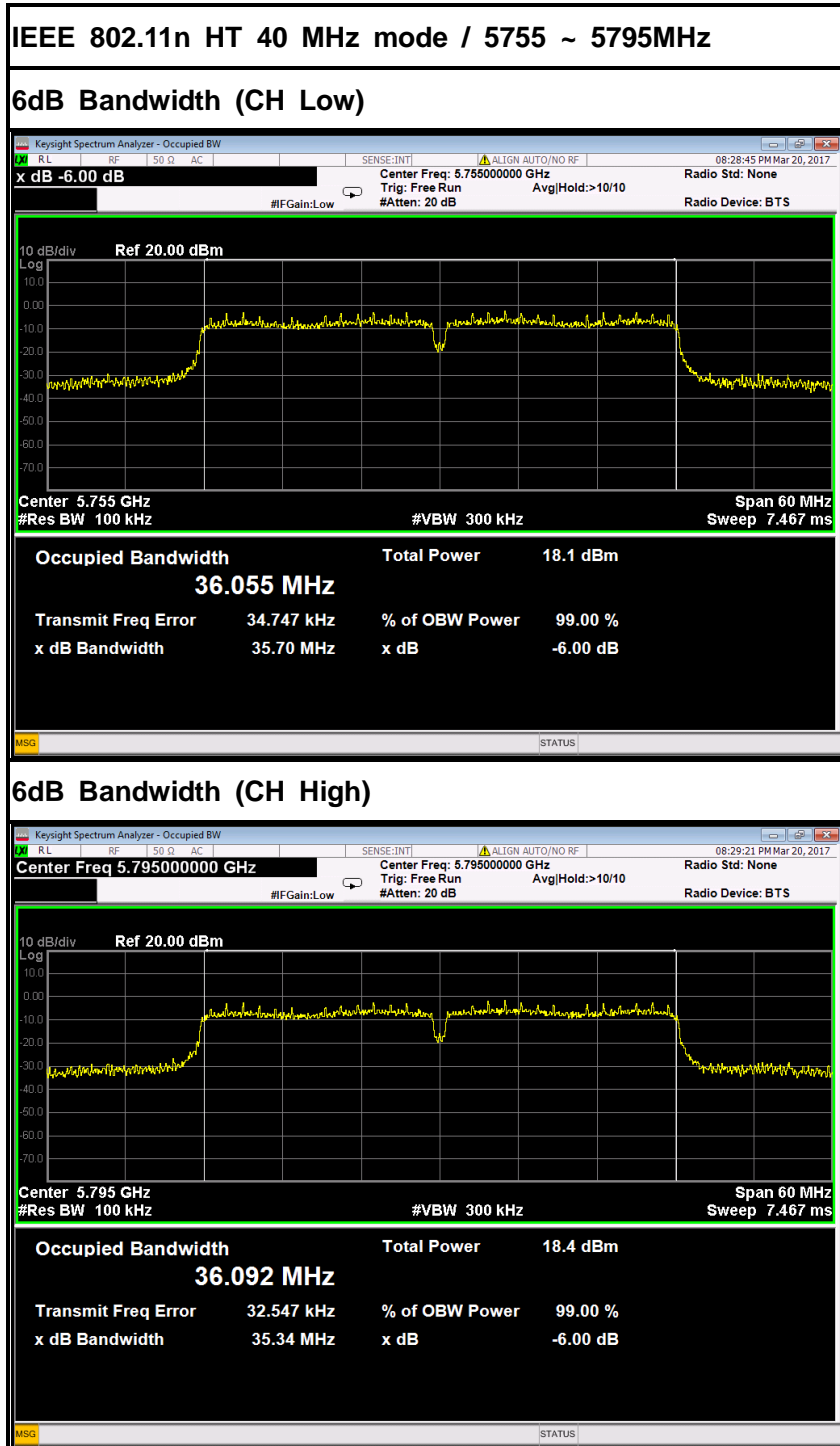 IEEE 802.11n HT 40 MHz mode / 5755 ~ 5795MHz
6dB Bandwidth (CH Low)
Keysight Spectrum Analyzer - Occupied BW
LXI RL RF 50 Ω AC SENSE:INT ALIGN AUTO/NO RF 08:28:45 PM Mar 20, 2017
x dB -6.00 dB Center Freq: 5.755000000 GHz Radio Std: None
Trig: Free Run Avg|Hold:>10/10
#IFGain:Low #Atten: 20 dB Radio Device: BTS
10 dB/div Ref 20.00 dBm
Log
10.0
0.00
-10.0
-20.0
-30.0
-40.0
-50.0
-60.0
-70.0
Center 5.755 GHz Span 60 MHz
#Res BW 100 kHz #VBW 300 kHz Sweep 7.467 ms
Occupied Bandwidth Total Power 18.1 dBm
36.055 MHz
Transmit Freq Error 34.747 kHz % of OBW Power 99.00 %
x dB Bandwidth 35.70 MHz x dB -6.00 dB
MSG STATUS
6dB Bandwidth (CH High)
Keysight Spectrum Analyzer - Occupied BW
LXI RL RF 50 Ω AC SENSE:INT ALIGN AUTO/NO RF 08:29:21 PM Mar 20, 2017
Center Freq 5.795000000 GHz Center Freq: 5.795000000 GHz Radio Std: None
Trig: Free Run Avg|Hold:>10/10
#IFGain:Low #Atten: 20 dB Radio Device: BTS
10 dB/div Ref 20.00 dBm
Log
10.0
0.00
-10.0
-20.0
-30.0
-40.0
-50.0
-60.0
-70.0
Center 5.795 GHz Span 60 MHz
#Res BW 100 kHz #VBW 300 kHz Sweep 7.467 ms
Occupied Bandwidth Total Power 18.4 dBm
36.092 MHz
Transmit Freq Error 32.547 kHz % of OBW Power 99.00 %
x dB Bandwidth 35.34 MHz x dB -6.00 dB
MSG STATUS